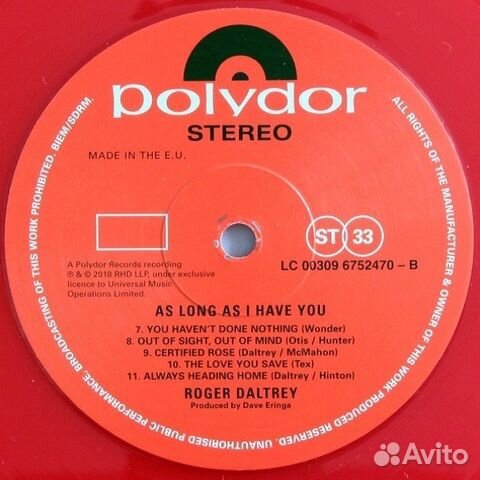 polydor
STEREO
MADE IN THE E.U.
ST 33
LC 00309 6752470 – B
A Polydor Records recording
℗ & © 2018 RHD LLP, under exclusive
licence to Universal Music
Operations Limited.
AS LONG AS I HAVE YOU
7. YOU HAVEN'T DONE NOTHING (Wonder)
8. OUT OF SIGHT, OUT OF MIND (Otis / Hunter)
9. CERTIFIED ROSE (Daltrey / McMahon)
10. THE LOVE YOU SAVE (Tex)
11. ALWAYS HEADING HOME (Daltrey / Hinton)
ROGER DALTREY
Produced by Dave Eringa
ALL RIGHTS OF THE MANUFACTURER & OWNER OF THIS WORK PRODUCED RESERVED. UNAUTHORISED PUBLIC PERFORMANCE, BROADCASTING OF THIS WORK PROHIBITED. BIEM/SDRM.
Avito